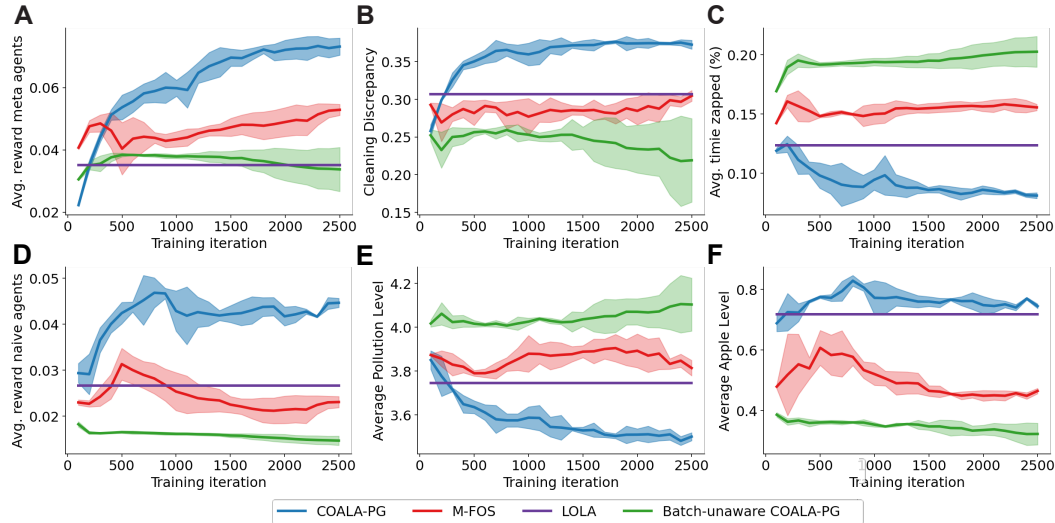 A
Avg. reward meta agents
0.06
0.04
0.02
0 500 1000 1500 2000 2500
Training iteration
B
Cleaning Discrepancy
0.35
0.30
0.25
0.20
0.15
0 500 1000 1500 2000 2500
Training iteration
C
Avg. time zapped (%)
0.20
0.15
0.10
0 500 1000 1500 2000 2500
Training iteration
D
Avg. reward naive agents
0.05
0.04
0.03
0.02
0 500 1000 1500 2000 2500
Training iteration
E
Average Pollution Level
4.2
4.0
3.8
3.6
0 500 1000 1500 2000 2500
Training iteration
F
Average Apple Level
0.8
0.6
0.4
0 500 1000 1500 2000 2500
Training iteration
COALA-PG M-FOS LOLA Batch-unaware COALA-PG